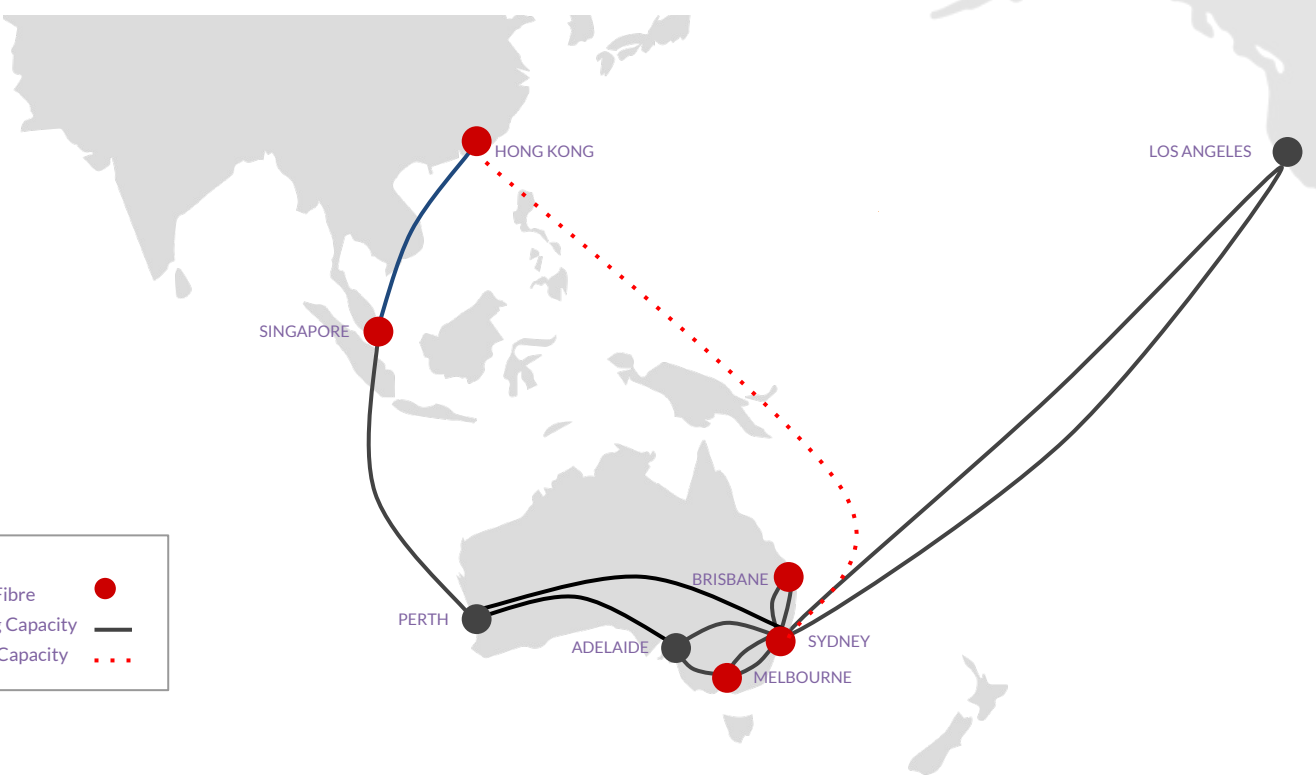 HONG KONG
LOS ANGELES
SINGAPORE
BRISBANE
Fibre
PERTH
Capacity
SYDNEY
ADELAIDE
Capacity
MELBOURNE